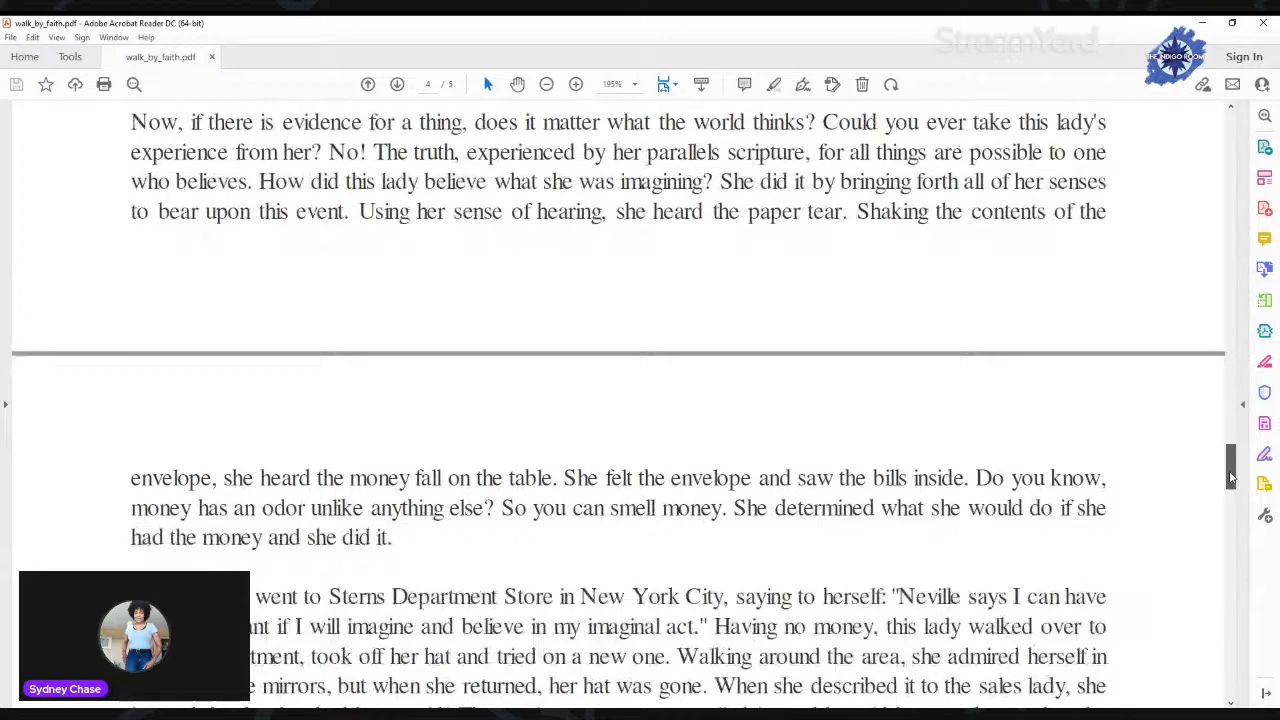 walk_by_faith.pdf - Adobe Acrobat Reader DC (64-bit)
File Edit View Sign Window Help
StreamYard
THE INDIGO ROOM
Home Tools walk_by_faith.pdf × Sign In
4 / 5 195%
Now, if there is evidence for a thing, does it matter what the world thinks? Could you ever take this lady's
experience from her? No! The truth, experienced by her parallels scripture, for all things are possible to one
who believes. How did this lady believe what she was imagining? She did it by bringing forth all of her senses
to bear upon this event. Using her sense of hearing, she heard the paper tear. Shaking the contents of the
envelope, she heard the money fall on the table. She felt the envelope and saw the bills inside. Do you know,
money has an odor unlike anything else? So you can smell money. She determined what she would do if she
had the money and she did it.
went to Sterns Department Store in New York City, saying to herself: "Neville says I can have
nt if I will imagine and believe in my imaginal act." Having no money, this lady walked over to
tment, took off her hat and tried on a new one. Walking around the area, she admired herself in
e mirrors, but when she returned, her hat was gone. When she described it to the sales lady, she
Sydney Chase